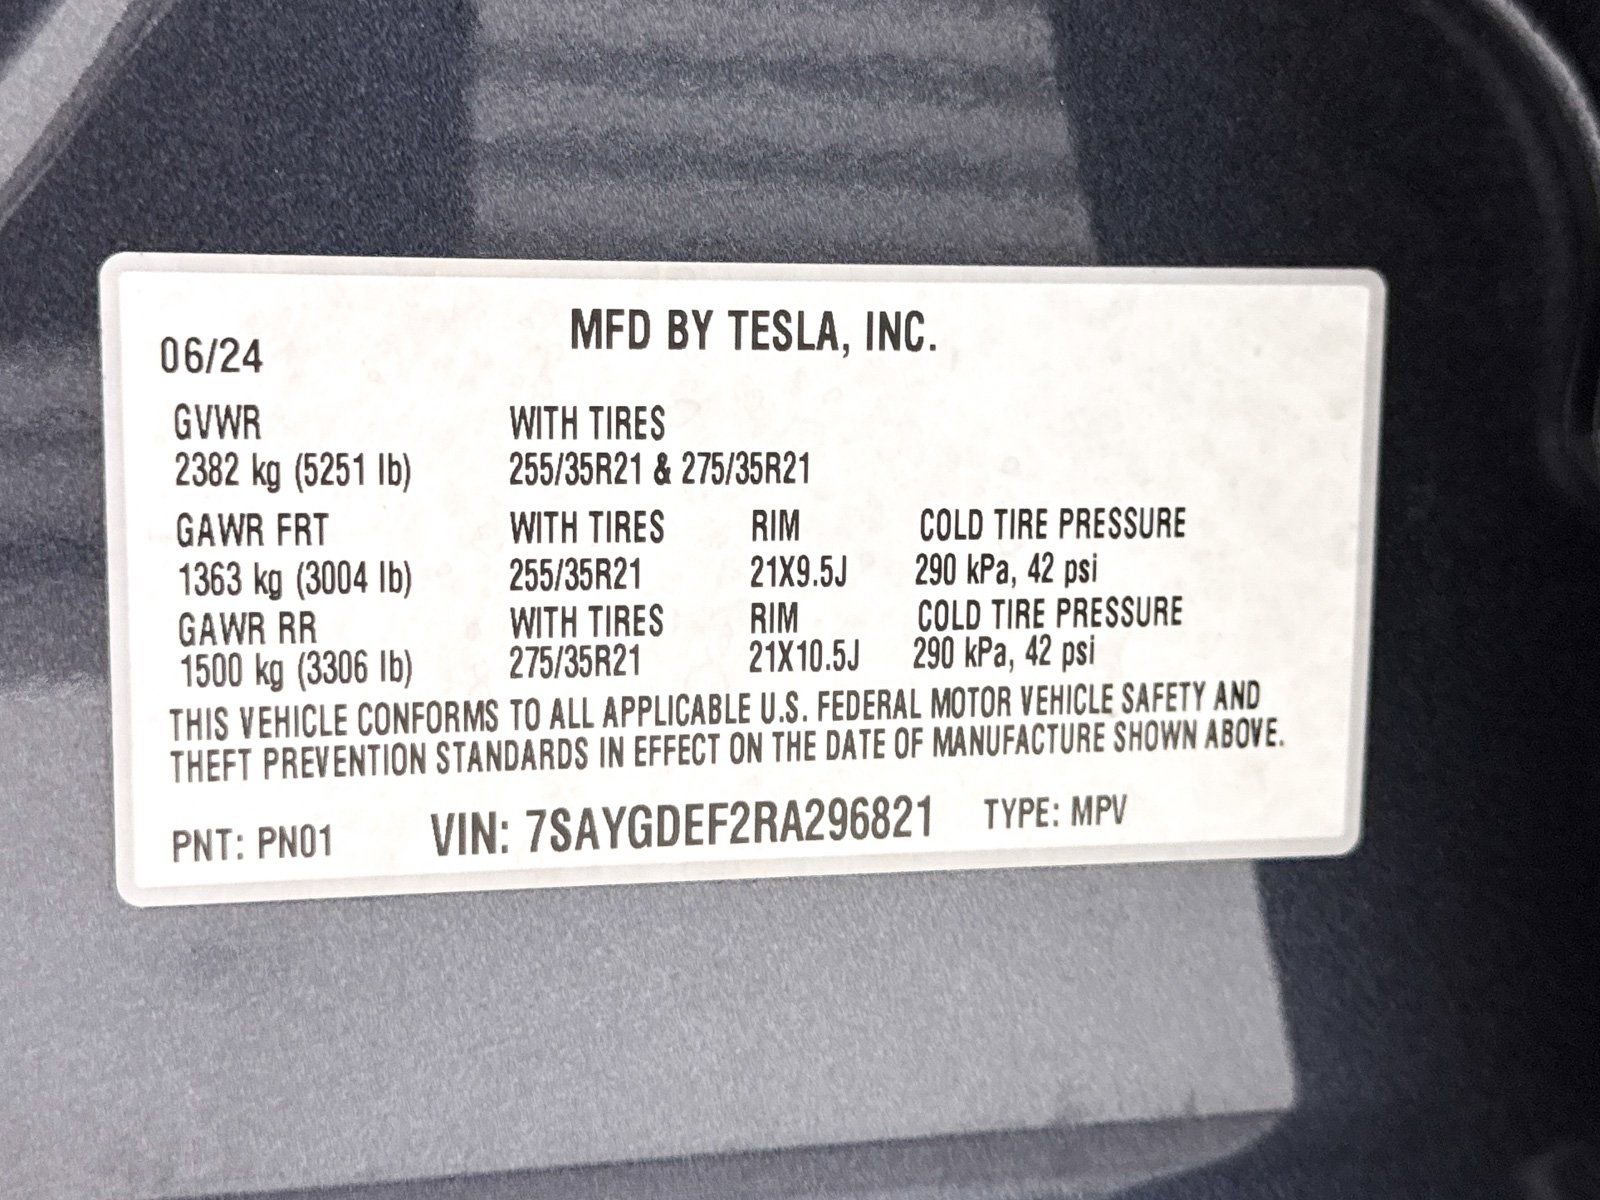 MFD BY TESLA, INC.
06/24
GVWR WITH TIRES
2382 kg (5251 lb) 255/35R21 & 275/35R21
GAWR FRT WITH TIRES RIM COLD TIRE PRESSURE
1363 kg (3004 lb) 255/35R21 21X9.5J 290 kPa, 42 psi
GAWR RR WITH TIRES RIM COLD TIRE PRESSURE
1500 kg (3306 lb) 275/35R21 21X10.5J 290 kPa, 42 psi
THIS VEHICLE CONFORMS TO ALL APPLICABLE U.S. FEDERAL MOTOR VEHICLE SAFETY AND
THEFT PREVENTION STANDARDS IN EFFECT ON THE DATE OF MANUFACTURE SHOWN ABOVE.
PNT: PN01 VIN: 7SAYGDEF2RA296821 TYPE: MPV